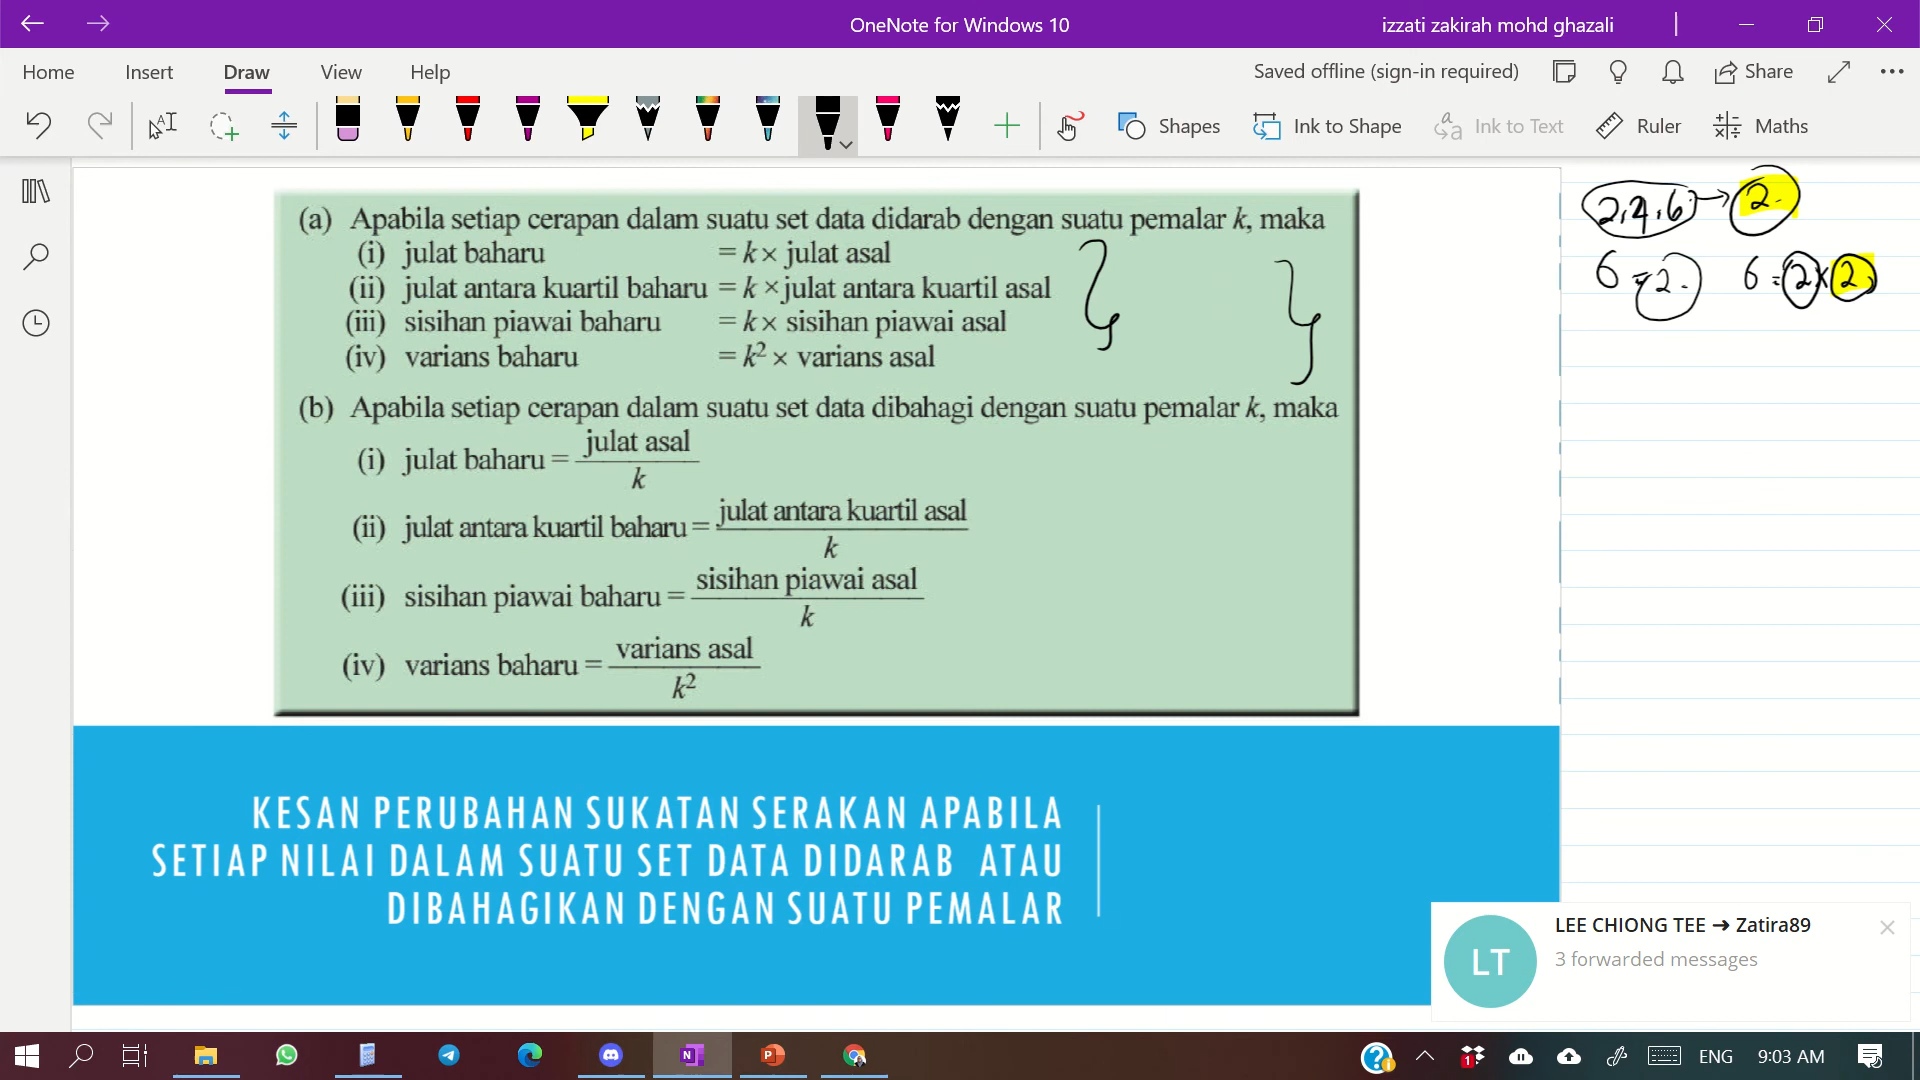 OneNote for Windows 10
izzati zakirah mohd ghazali
Home Insert Draw View Help
Saved offline (sign-in required) Share
Shapes Ink to Shape Ink to Text Ruler Maths
(a) Apabila setiap cerapan dalam suatu set data didarab dengan suatu pemalar k, maka
(i) julat baharu = k × julat asal
(ii) julat antara kuartil baharu = k × julat antara kuartil asal
(iii) sisihan piawai baharu = k × sisihan piawai asal
(iv) varians baharu = k² × varians asal
(b) Apabila setiap cerapan dalam suatu set data dibahagi dengan suatu pemalar k, maka
(i) julat baharu = julat asal / k
(ii) julat antara kuartil baharu = julat antara kuartil asal / k
(iii) sisihan piawai baharu = sisihan piawai asal / k
(iv) varians baharu = varians asal / k²
2,4,6 → 2
6 = 2 × 2
KESAN PERUBAHAN SUKATAN SERAKAN APABILA
SETIAP NILAI DALAM SUATU SET DATA DIDARAB ATAU
DIBAHAGIKAN DENGAN SUATU PEMALAR
LT
LEE CHIONG TEE ➜ Zatira89
3 forwarded messages
ENG 9:03 AM